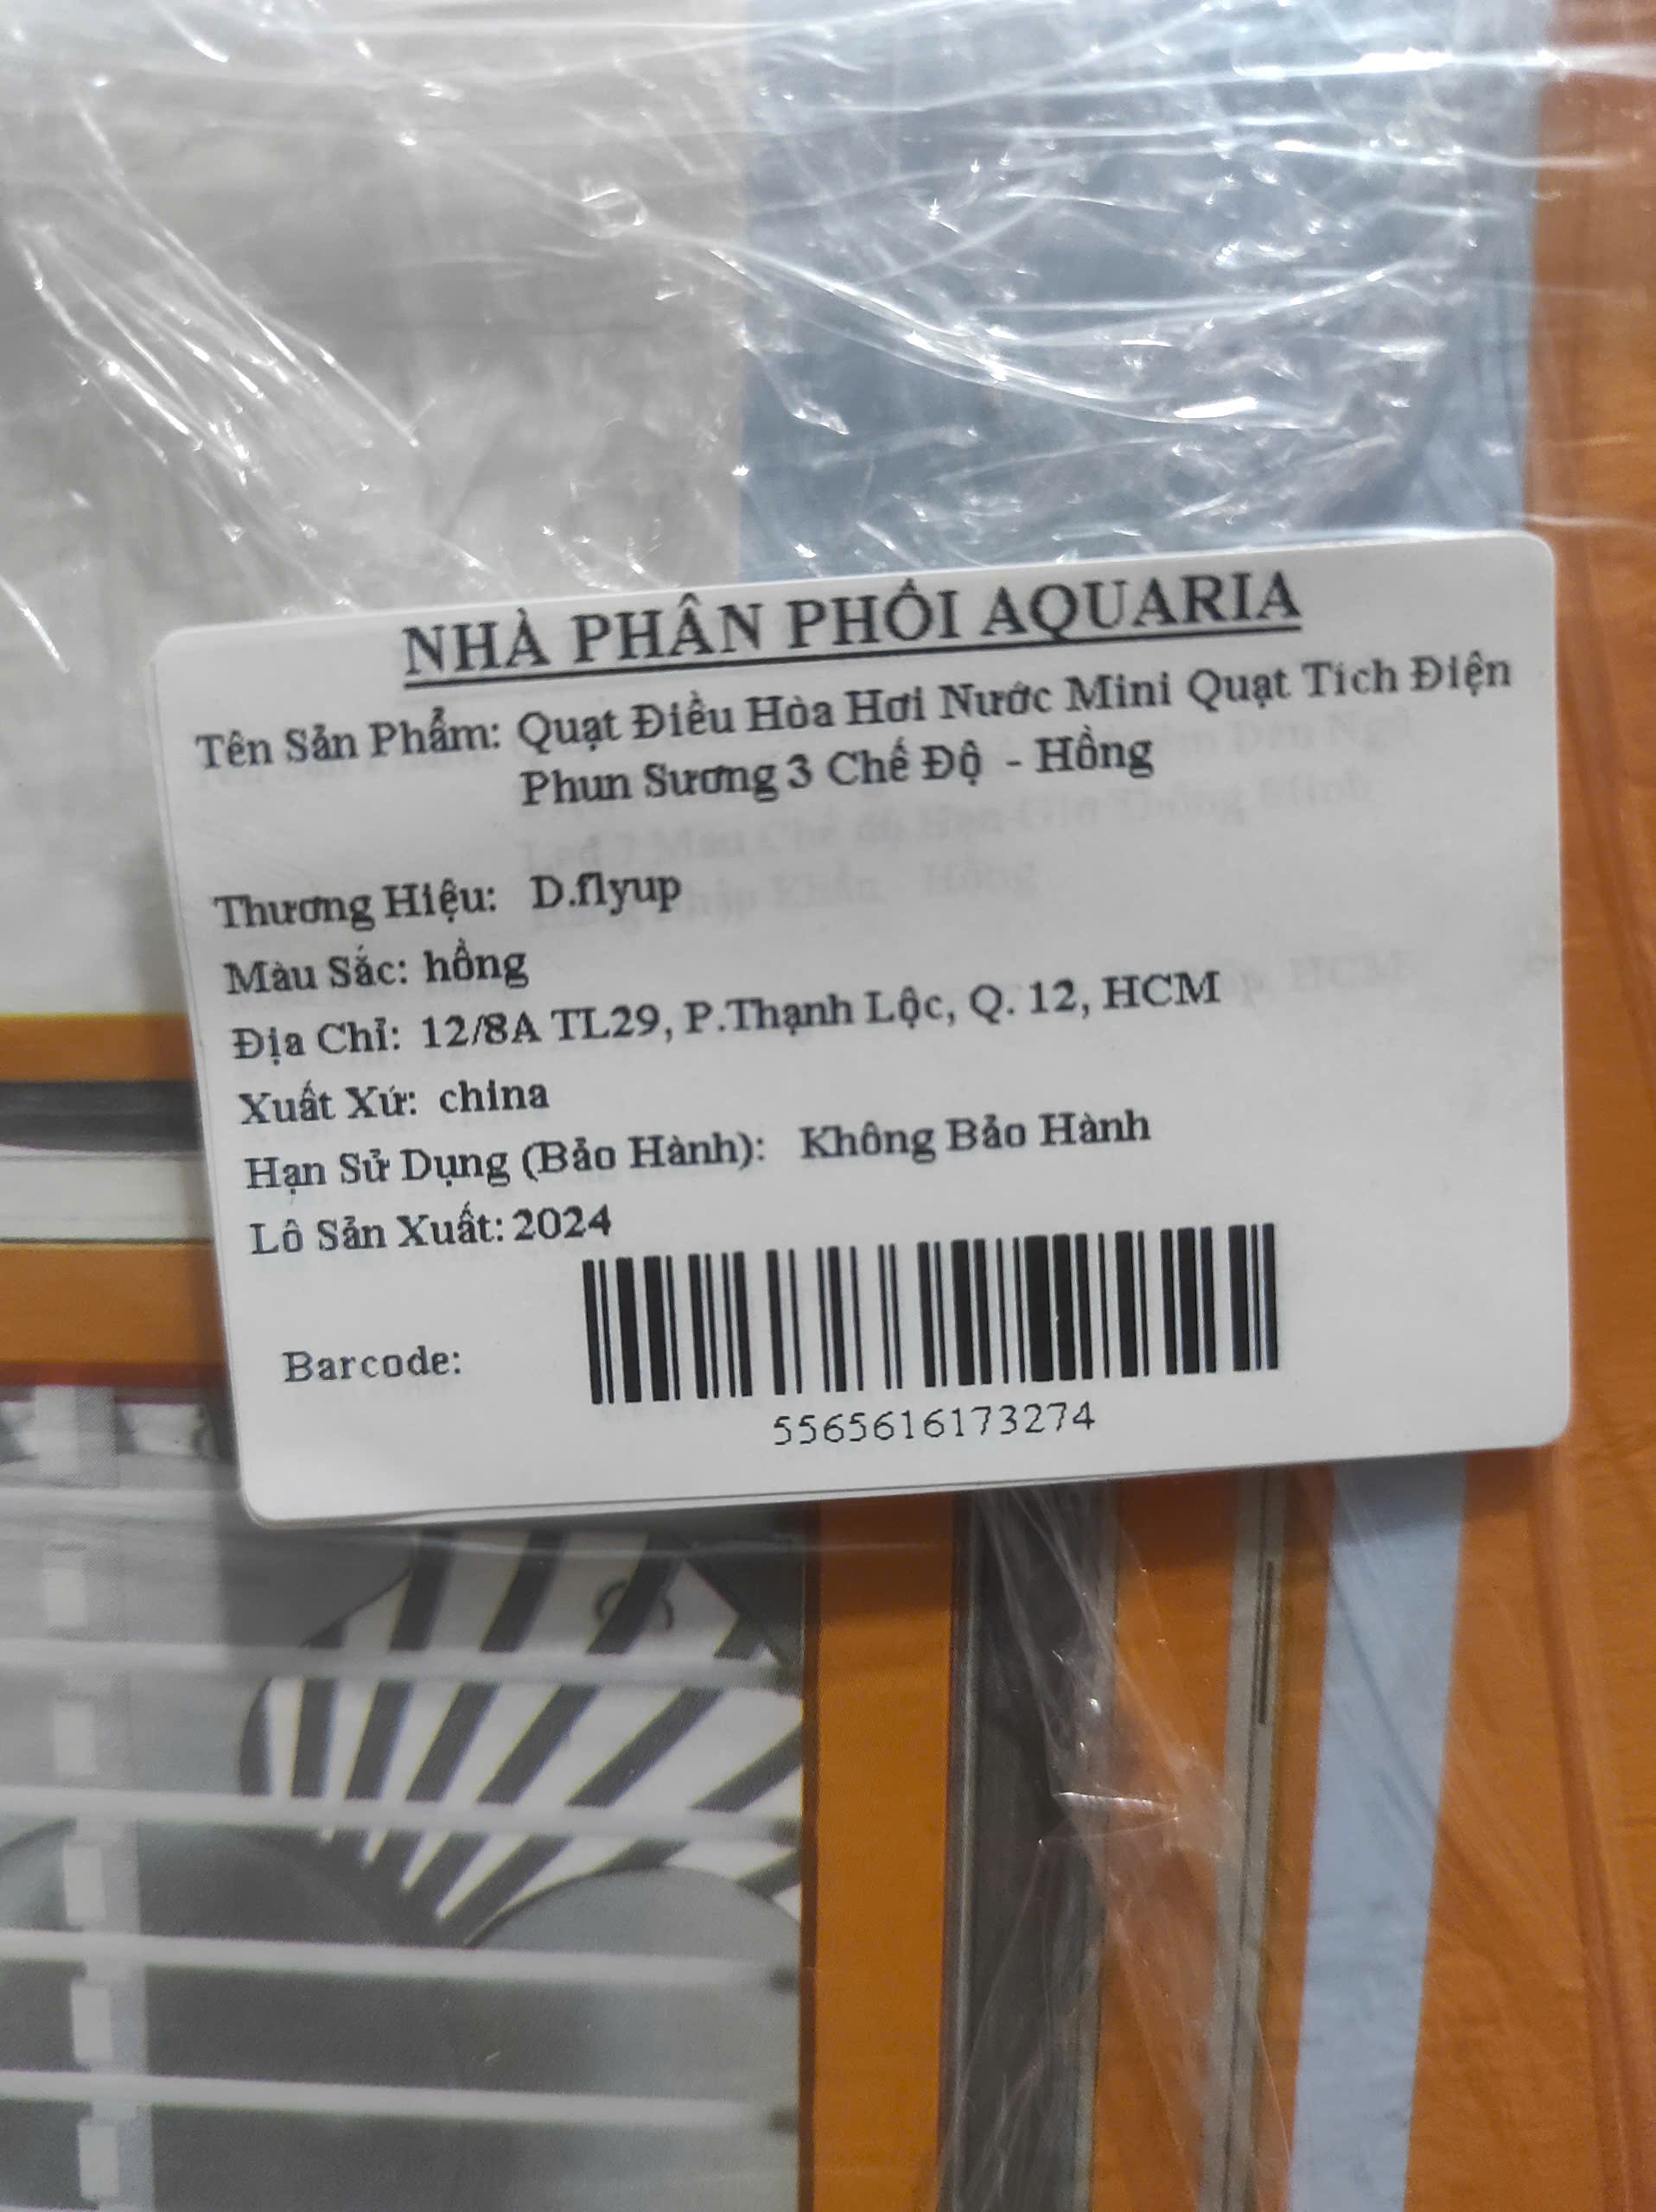 NHÀ PHÂN PHỐI AQUARIA
Tên Sản Phẩm: Quạt Điều Hòa Hơi Nước Mini Quạt Tích Điện
Phun Sương 3 Chế Độ - Hồng
Thương Hiệu: D.flyup
Màu Sắc: hồng
Địa Chỉ: 12/8A TL29, P.Thạnh Lộc, Q. 12, HCM
Xuất Xứ: china
Hạn Sử Dụng (Bảo Hành): Không Bảo Hành
Lô Sản Xuất: 2024
Barcode:
5565616173274